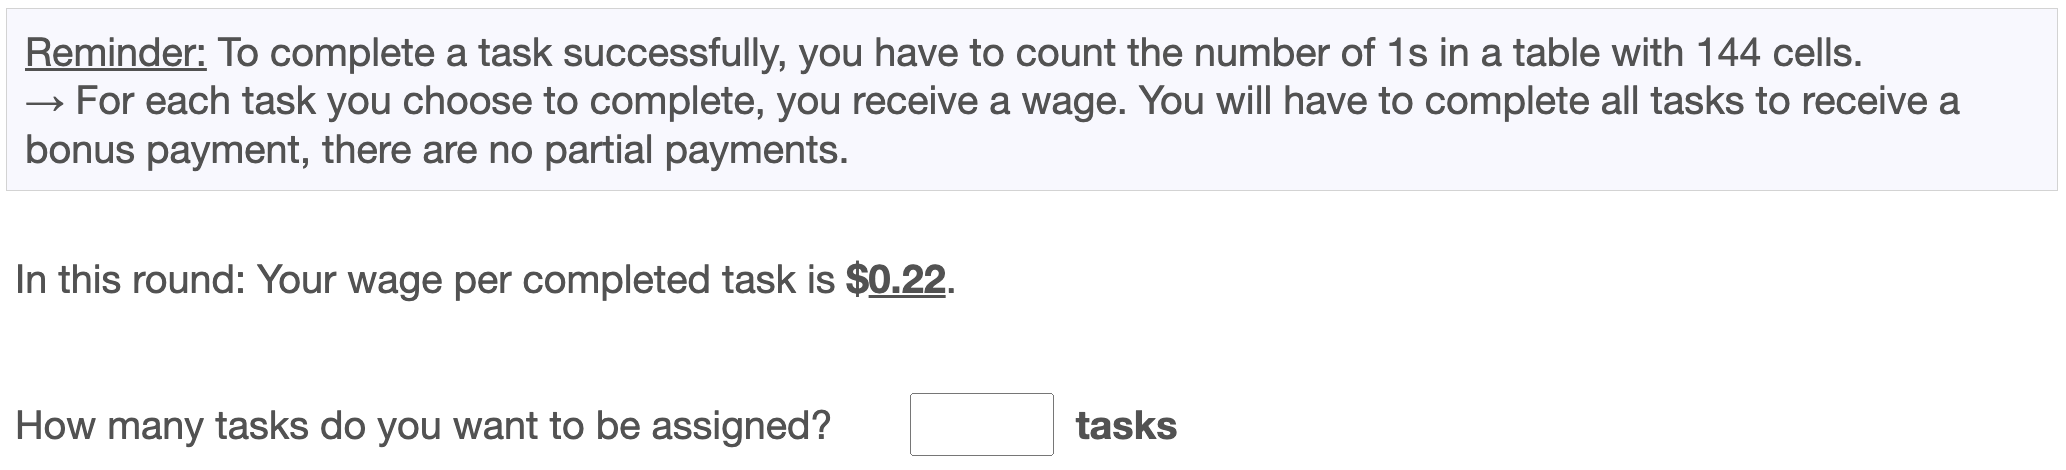 Reminder: To complete a task successfully, you have to count the number of 1s in a table with 144 cells.
→ For each task you choose to complete, you receive a wage. You will have to complete all tasks to receive a
bonus payment, there are no partial payments.
In this round: Your wage per completed task is $0.22.
How many tasks do you want to be assigned? tasks